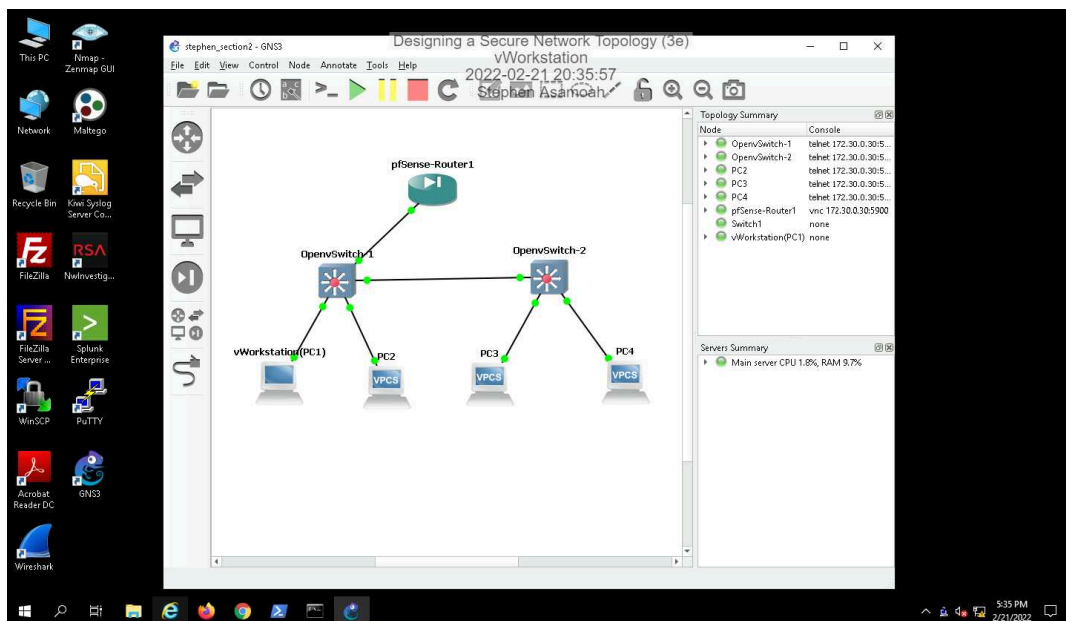 This PC
Nmap - Zenmap GUI
Network
Maltego
Recycle Bin
Kiwi Syslog Server Co...
FileZilla
RSA
NwInvestig...
FileZilla Server ...
Splunk Enterprise
WinSCP
PuTTY
Acrobat Reader DC
GNS3
Wireshark
stephen_section2 - GNS3
Designing a Secure Network Topology (3e)
vWorkstation
2022-02-21 20:35:57
Stephen Asamoah
File Edit View Control Node Annotate Tools Help
pfSense-Router1
OpenvSwitch-1
OpenvSwitch-2
vWorkstation(PC1)
PC2
PC3
PC4
VPCS
VPCS
VPCS
Topology Summary
Node Console
OpenvSwitch-1 telnet 172.30.0.30:5...
OpenvSwitch-2 telnet 172.30.0.30:5...
PC2 telnet 172.30.0.30:5...
PC3 telnet 172.30.0.30:5...
PC4 telnet 172.30.0.30:5...
pfSense-Router1 vnc 172.30.0.30:5900
Switch1 none
vWorkstation(PC1) none
Servers Summary
Main server CPU 1.8%, RAM 9.7%
5:35 PM
2/21/2022